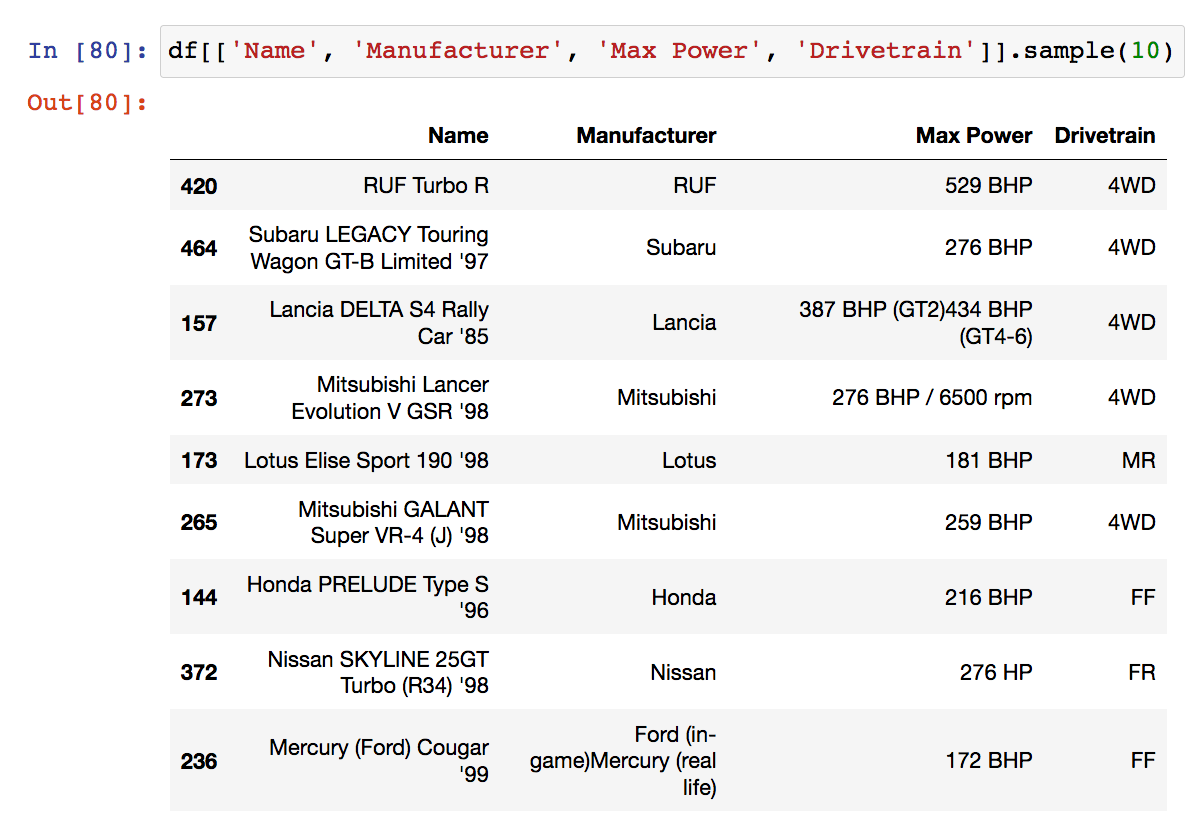 In [80]: df[['Name', 'Manufacturer', 'Max Power', 'Drivetrain']].sample(10)
Out[80]:
Name Manufacturer Max Power Drivetrain
420 RUF Turbo R RUF 529 BHP 4WD
Subaru LEGACY Touring
464 Wagon GT-B Limited '97 Subaru 276 BHP 4WD
Lancia DELTA S4 Rally 387 BHP (GT2)434 BHP
157 Car '85 Lancia (GT4-6) 4WD
Mitsubishi Lancer
273 Evolution V GSR '98 Mitsubishi 276 BHP / 6500 rpm 4WD
173 Lotus Elise Sport 190 '98 Lotus 181 BHP MR
Mitsubishi GALANT
265 Super VR-4 (J) '98 Mitsubishi 259 BHP 4WD
Honda PRELUDE Type S
144 '96 Honda 216 BHP FF
Nissan SKYLINE 25GT
372 Turbo (R34) '98 Nissan 276 HP FR
Ford (in-
236 Mercury (Ford) Cougar game)Mercury (real 172 BHP FF
'99 life)